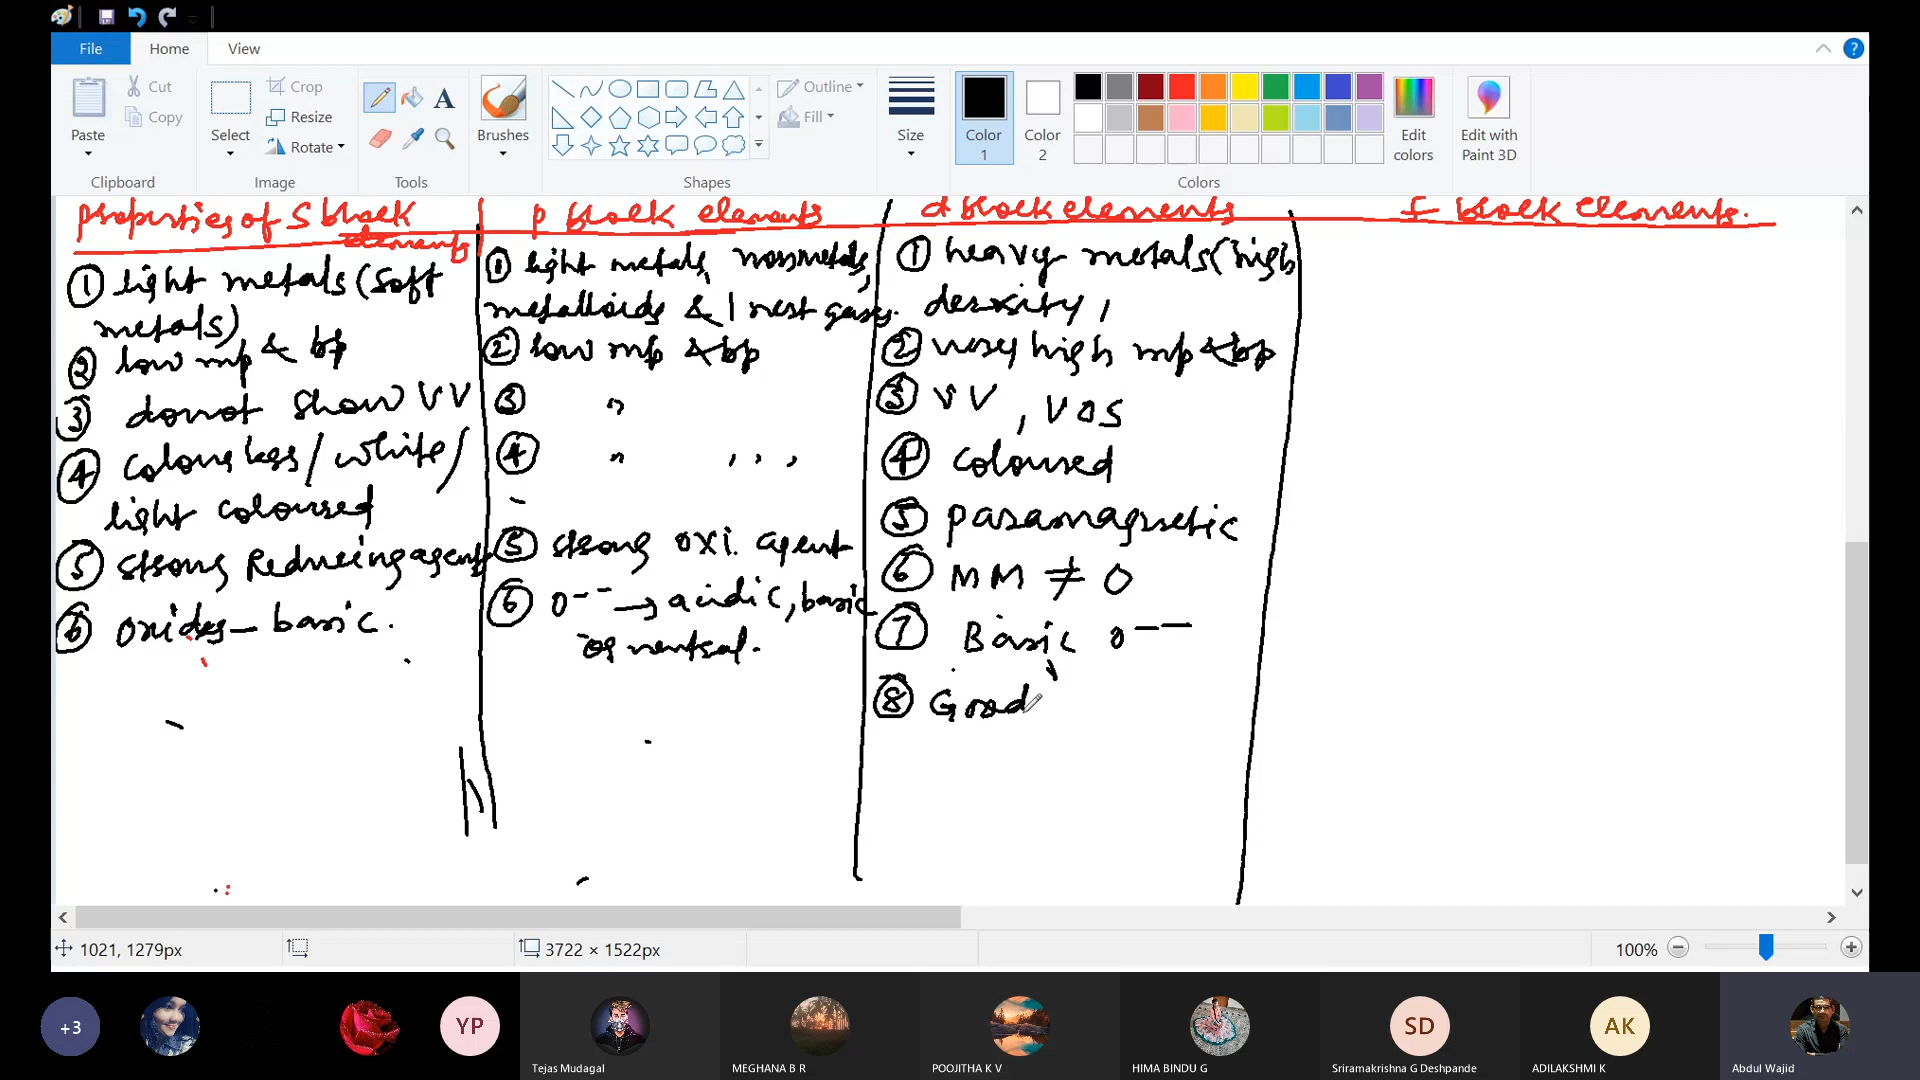 File
Home
View
Paste
Cut
Copy
Clipboard
Select
Crop
Resize
Rotate
Image
Tools
Brushes
Shapes
Outline
Fill
Size
Color 1
Color 2
Edit colors
Edit with Paint 3D
Colors
properties of S block
elements
① light metals (soft
metals)
② low mp & bp
③ donot show VV
④ colourless/white/
light coloured
⑤ strong Reducing agent
⑥ oxides – basic.
p block elements
① light metals, nonmetals,
metalloids & Inert gases.
② low mp & bp
③ "
④ " , , ,
⑤ strong oxi. agent
⑥ O-- → acidic, basic
or neutral.
d block elements
① heavy metals (high
density,
② very high mp & bp
③ VV, VOS
④ coloured
⑤ paramagnetic
⑥ MM ≠ 0
⑦ Basic O--
⑧ Good
f block elements.
1021, 1279px
3722 × 1522px
100%
+3
YP
Tejas Mudagal
MEGHANA B R
POOJITHA K V
HIMA BINDU G
SD
Sriramakrishna G Deshpande
AK
ADILAKSHMI K
Abdul Wajid